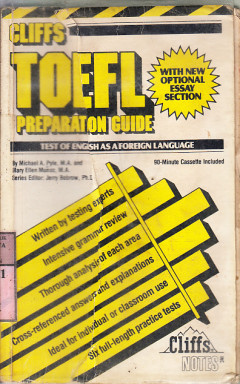 CLIFFS
TOEFL
PREPARATON GUIDE
WITH NEW
OPTIONAL
ESSAY
SECTION
TEST OF ENGISH AS A FOREIGN LANGUAGE
By Michael A. Pyle, M.A. and
Mary Ellen Muñoz, M.A.
Series Editor: Jerry Bobrow, Ph.D
90-Minute Cassette Included
Written by testing experts
Intensive gramma review
Thorough analysis of each area
Cross-referenced answers and explanations
Ideal for individual or classroom use
Six full-length practice tests
Cliffs
NOTES